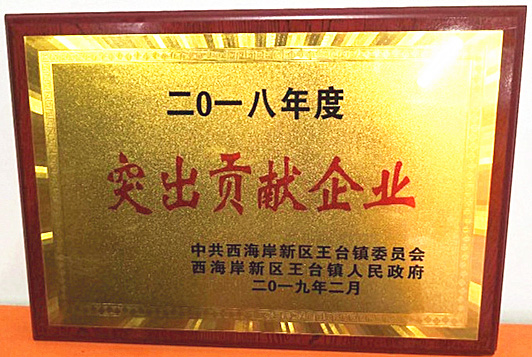 二0一八年度
突出贡献企业
中共西海岸新区王台镇委员会
西海岸新区王台镇人民政府
二0一九年二月